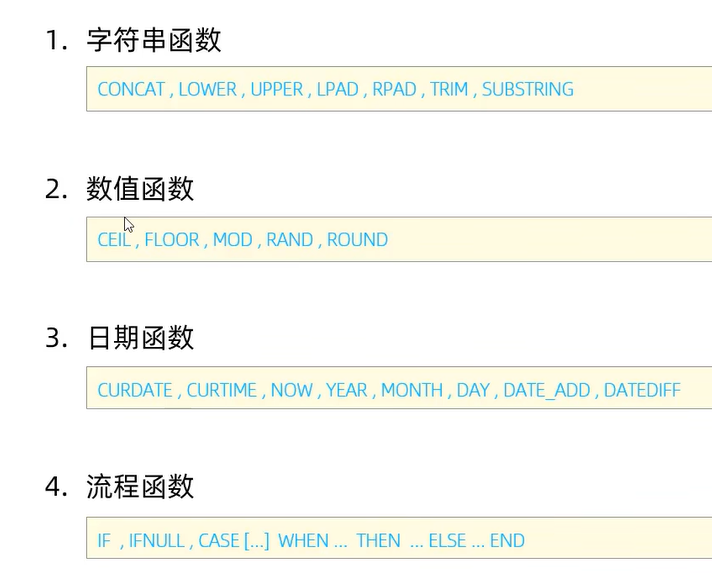 1. 字符串函数
CONCAT , LOWER , UPPER , LPAD , RPAD , TRIM , SUBSTRING
2. 数值函数
CEIL , FLOOR , MOD , RAND , ROUND
3. 日期函数
CURDATE , CURTIME , NOW , YEAR , MONTH , DAY , DATE_ADD , DATEDIFF
4. 流程函数
IF , IFNULL , CASE [...] WHEN ... THEN ... ELSE ... END